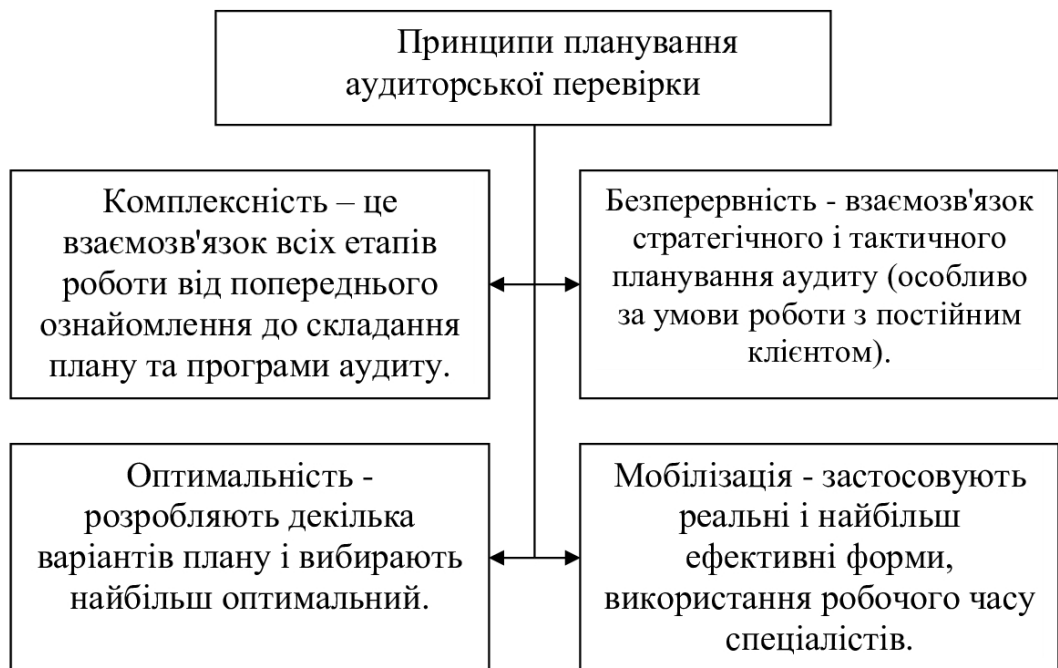 Принципи планування
аудиторської перевірки
Комплексність – це
взаємозв'язок всіх етапів
роботи від попереднього
ознайомлення до складання
плану та програми аудиту.
Безперервність - взаємозв'язок
стратегічного і тактичного
планування аудиту (особливо
за умови роботи з постійним
клієнтом).
Оптимальність -
розробляють декілька
варіантів плану і вибирають
найбільш оптимальний.
Мобілізація - застосовують
реальні і найбільш
ефективні форми,
використання робочого часу
спеціалістів.